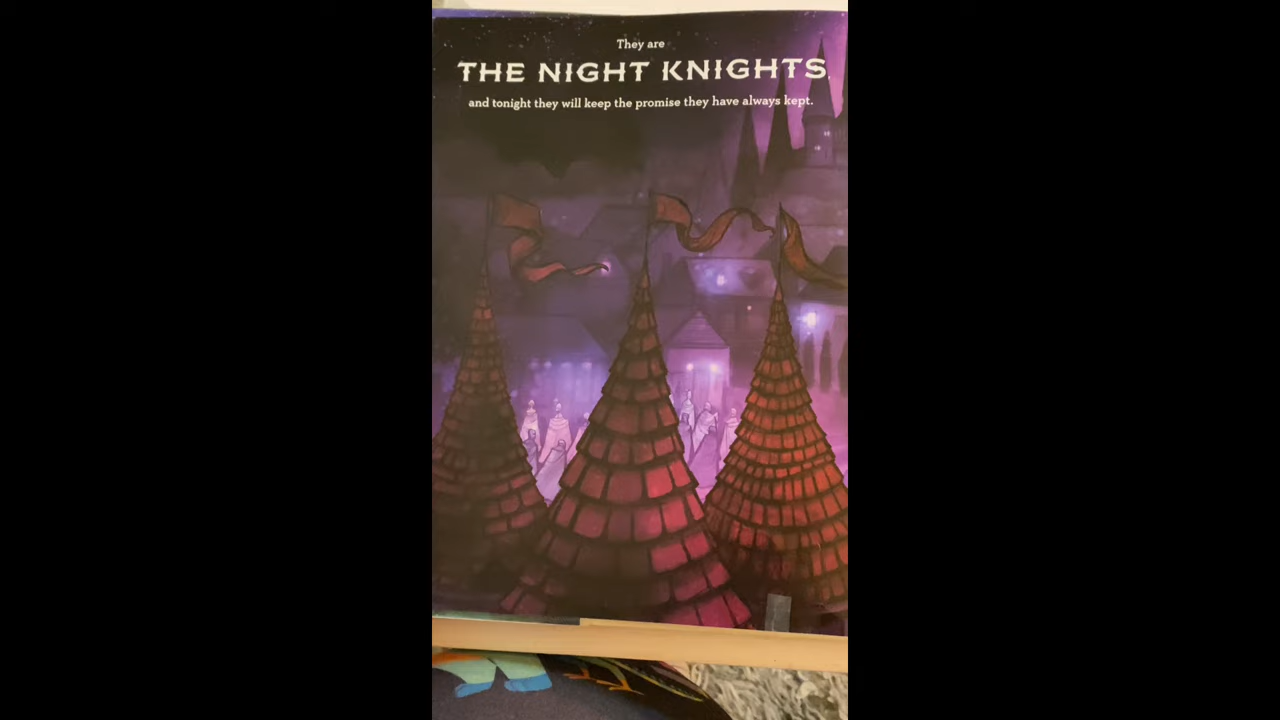 They are
THE NIGHT KNIGHTS,
and tonight they will keep the promise they have always kept.